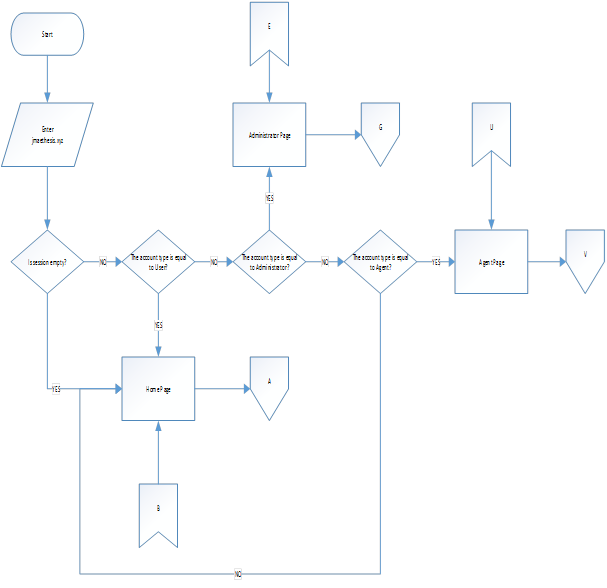 E
Start
Enter
jmaethesis.xyz
Administrator Page
G
U
YES
Is session empty?
NO
The account type is equal
to User?
NO
The account type is equal
to Administrator?
NO
The account type is equal
to Agent?
YES
Agent Page
V
YES
YES
Home Page
A
B
NO